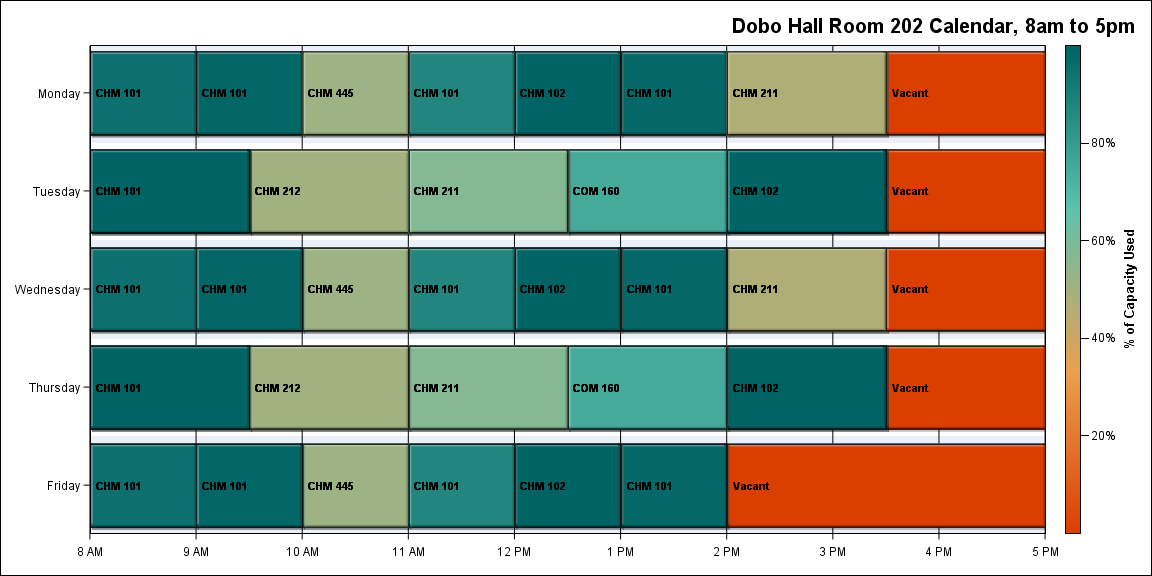 Dobo Hall Room 202 Calendar, 8am to 5pm
Monday CHM 101 CHM 101 CHM 445 CHM 101 CHM 102 CHM 101 CHM 211 Vacant
Tuesday CHM 101 CHM 212 CHM 211 COM 160 CHM 102 Vacant
Wednesday CHM 101 CHM 101 CHM 445 CHM 101 CHM 102 CHM 101 CHM 211 Vacant
Thursday CHM 101 CHM 212 CHM 211 COM 160 CHM 102 Vacant
Friday CHM 101 CHM 101 CHM 445 CHM 101 CHM 102 CHM 101 Vacant
8 AM 9 AM 10 AM 11 AM 12 PM 1 PM 2 PM 3 PM 4 PM 5 PM
80%
60%
40%
20%
% of Capacity Used